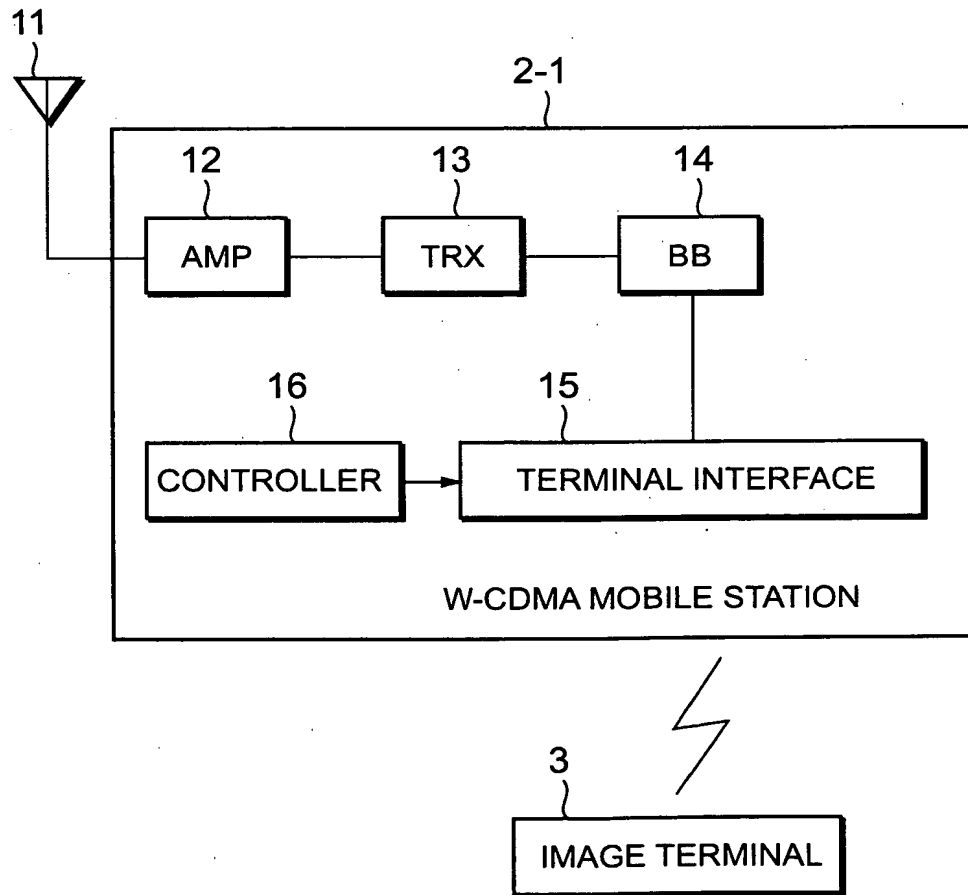 11
2-1
12
13
14
AMP
TRX
BB
16
15
CONTROLLER
TERMINAL INTERFACE
W-CDMA MOBILE STATION
3
IMAGE TERMINAL